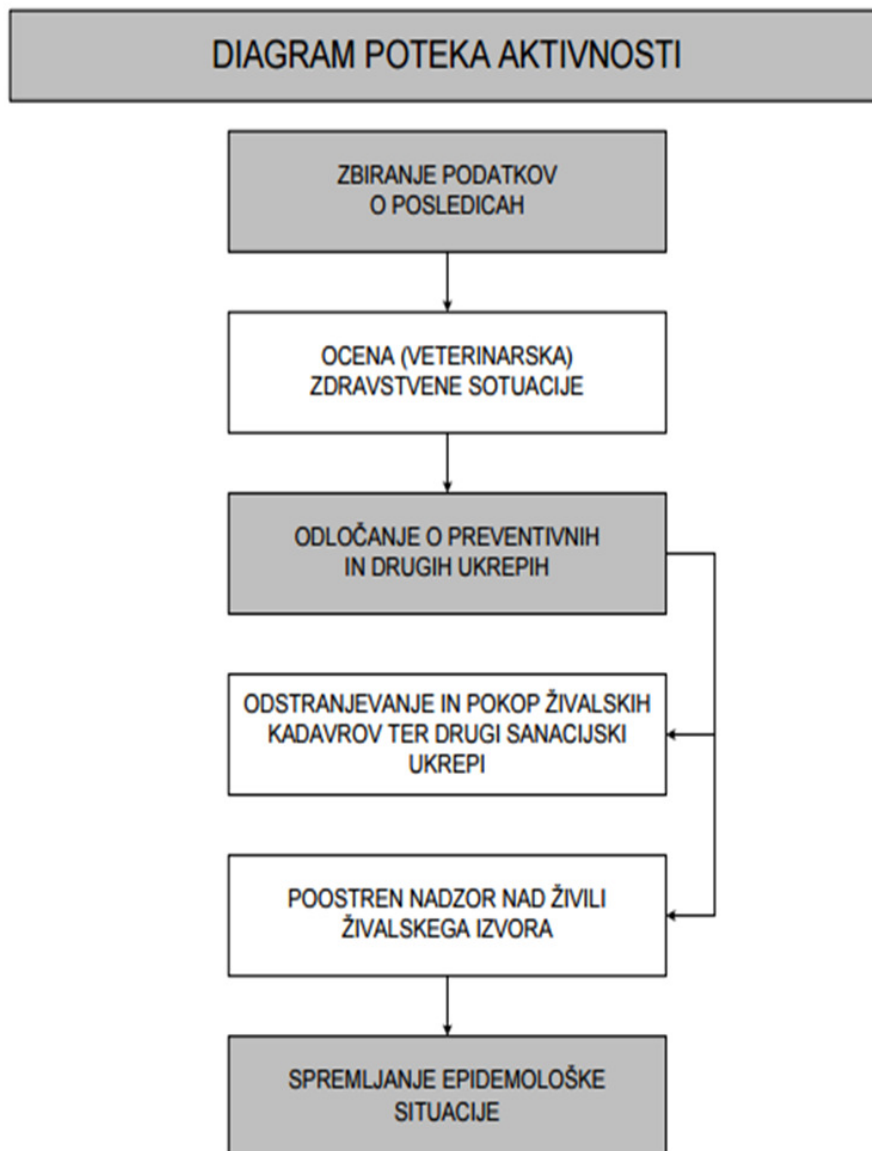 DIAGRAM POTEKA AKTIVNOSTI
ZBIRANJE PODATKOV
O POSLEDICAH
OCENA (VETERINARSKA)
ZDRAVSTVENE SOTUACIJE
ODLOČANJE O PREVENTIVNIH
IN DRUGIH UKREPIH
ODSTRANJEVANJE IN POKOP ŽIVALSKIH
KADAVROV TER DRUGI SANACIJSKI
UKREPI
POOSTREN NADZOR NAD ŽIVILI
ŽIVALSKEGA IZVORA
SPREMLJANJE EPIDEMOLOŠKE
SITUACIJE